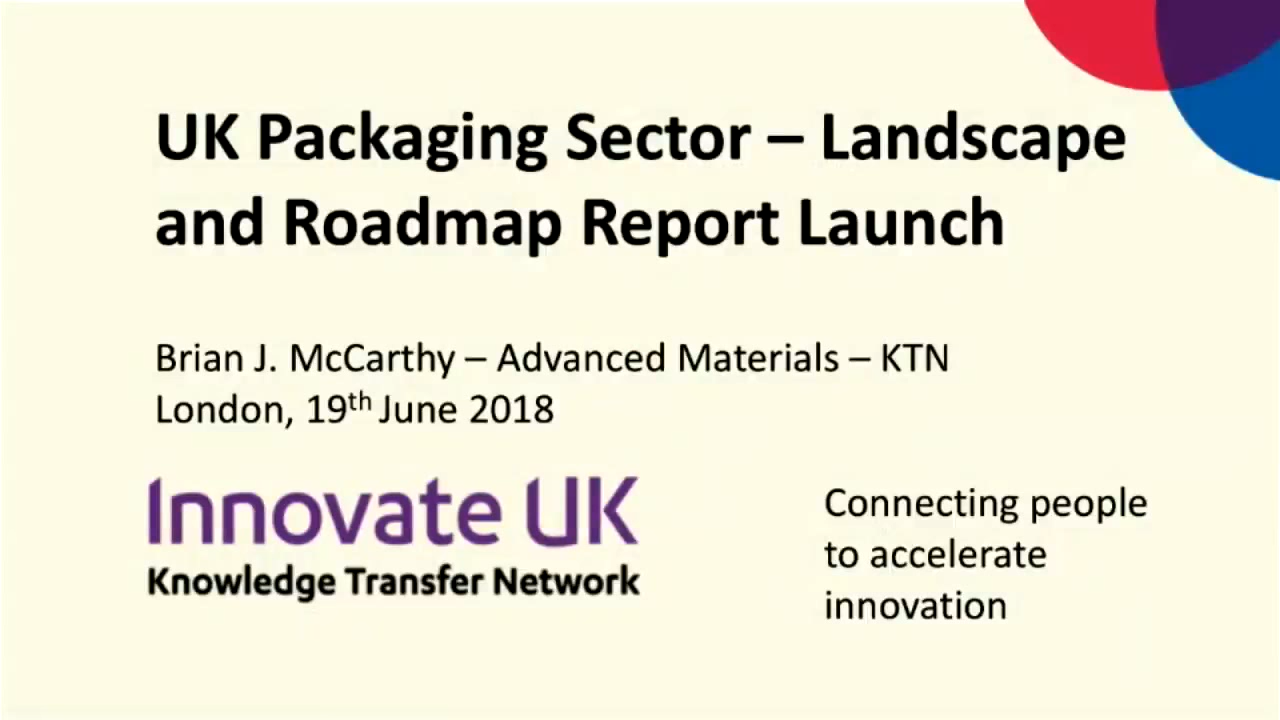 UK Packaging Sector – Landscape
and Roadmap Report Launch
Brian J. McCarthy – Advanced Materials – KTN
London, 19th June 2018
Innovate UK
Knowledge Transfer Network
Connecting people
to accelerate
innovation